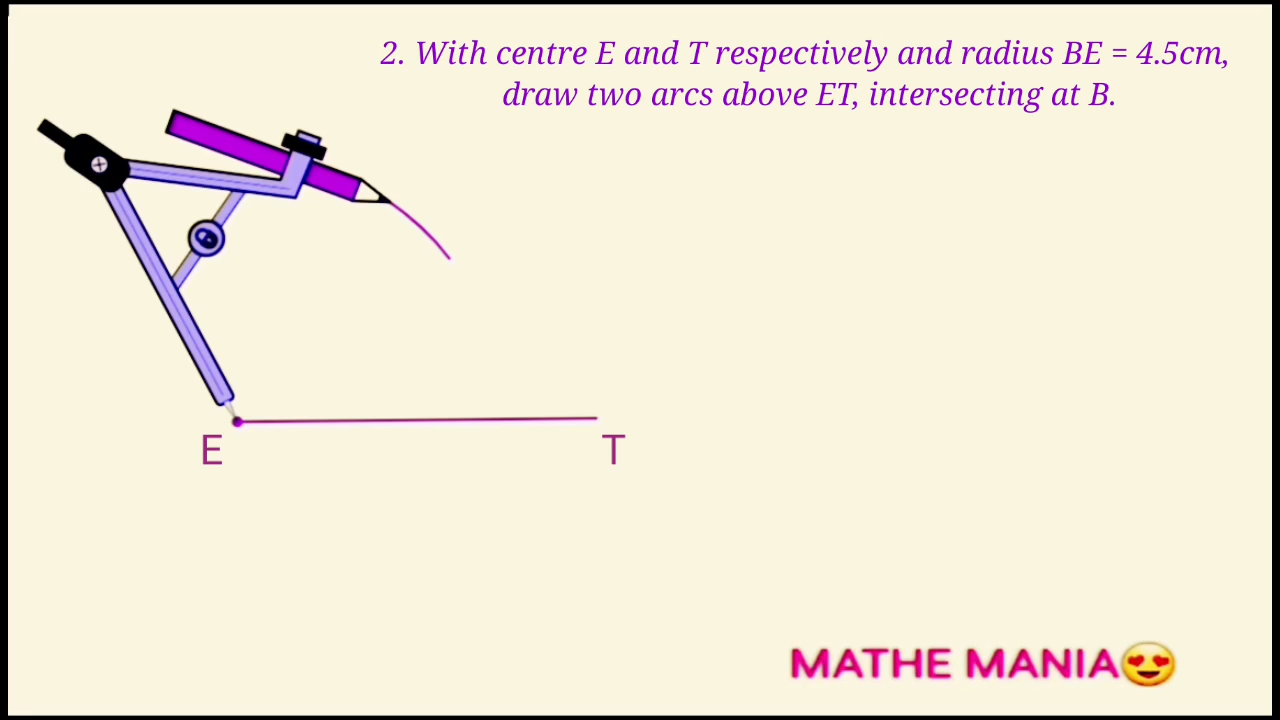 2. With centre E and T respectively and radius BE = 4.5cm,
draw two arcs above ET, intersecting at B.
E
T
MATHE MANIA😍